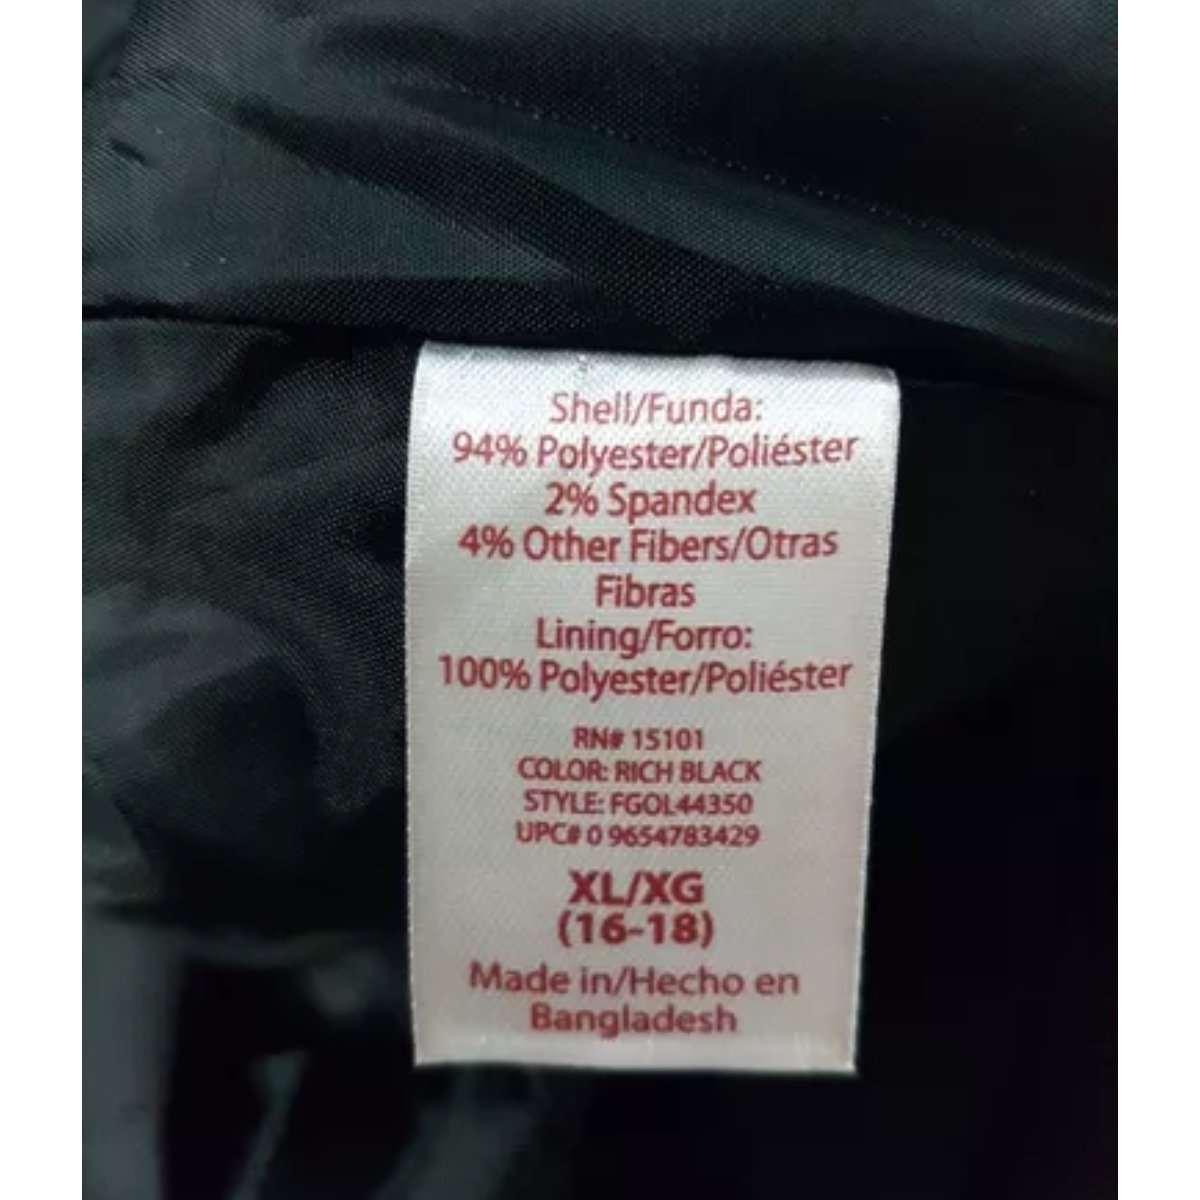 Shell/Funda:
94% Polyester/Poliéster
2% Spandex
4% Other Fibers/Otras
Fibras
Lining/Forro:
100% Polyester/Poliéster
RN# 15101
COLOR: RICH BLACK
STYLE: FGOL44350
UPC# 0 9654783429
XL/XG
(16-18)
Made in/Hecho en
Bangladesh